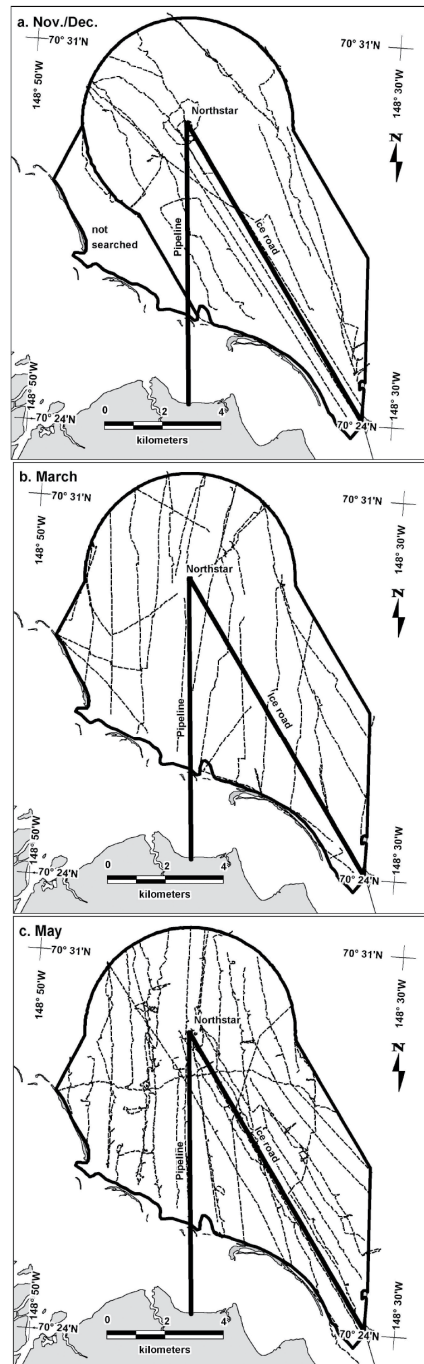 a. Nov./Dec.
70° 31'N
148° 50'W
70° 31'N
148° 30'W
Northstar
N
not
searched
Pipeline
Ice road
148° 50'W
70° 24'N
0 2 4
kilometers
148° 30'W
70° 24'N
b. March
70° 31'N
148° 50'W
70° 31'N
148° 30'W
Northstar
N
Pipeline
Ice road
148° 50'W
70° 24'N
0 2 4
kilometers
148° 30'W
70° 24'N
c. May
70° 31'N
148° 50'W
70° 31'N
148° 30'W
Northstar
N
Pipeline
Ice road
148° 50'W
70° 24'N
0 2 4
kilometers
148° 30'W
70° 24'N